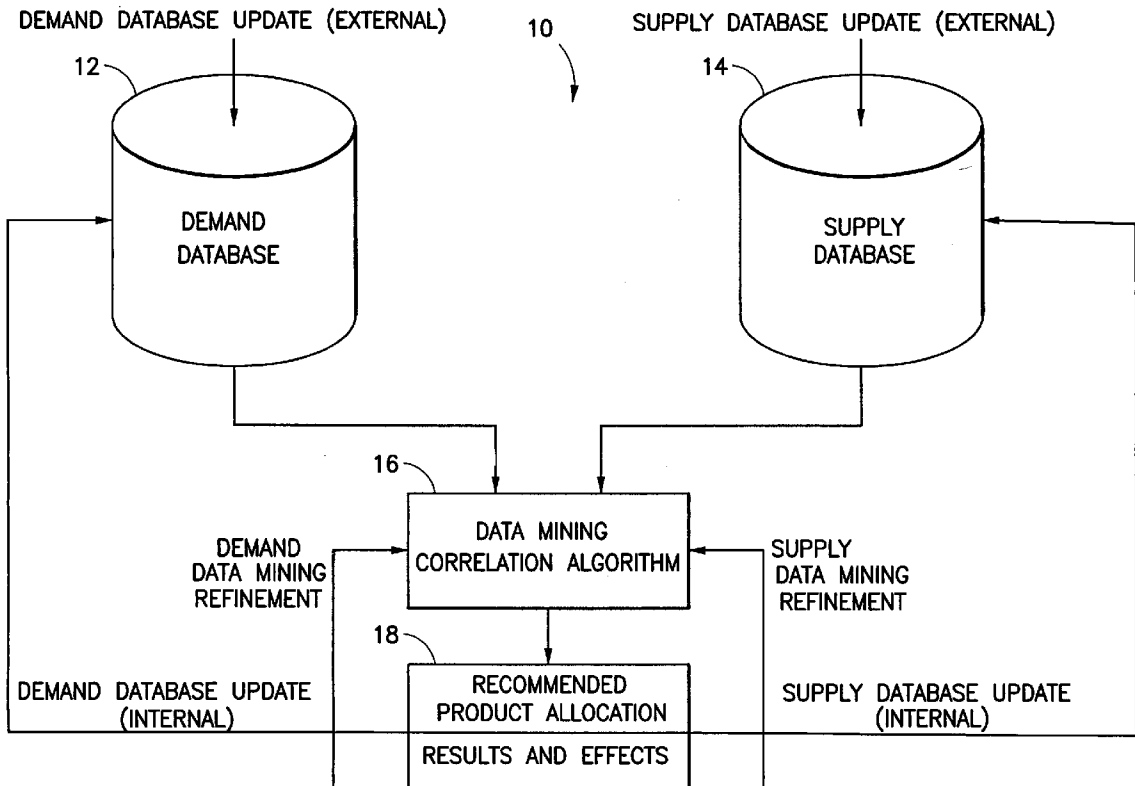 DEMAND DATABASE UPDATE (EXTERNAL)
10
SUPPLY DATABASE UPDATE (EXTERNAL)
12
14
DEMAND
DATABASE
SUPPLY
DATABASE
16
DATA MINING
CORRELATION ALGORITHM
DEMAND
DATA MINING
REFINEMENT
SUPPLY
DATA MINING
REFINEMENT
18
RECOMMENDED
PRODUCT ALLOCATION
RESULTS AND EFFECTS
DEMAND DATABASE UPDATE
(INTERNAL)
SUPPLY DATABASE UPDATE
(INTERNAL)